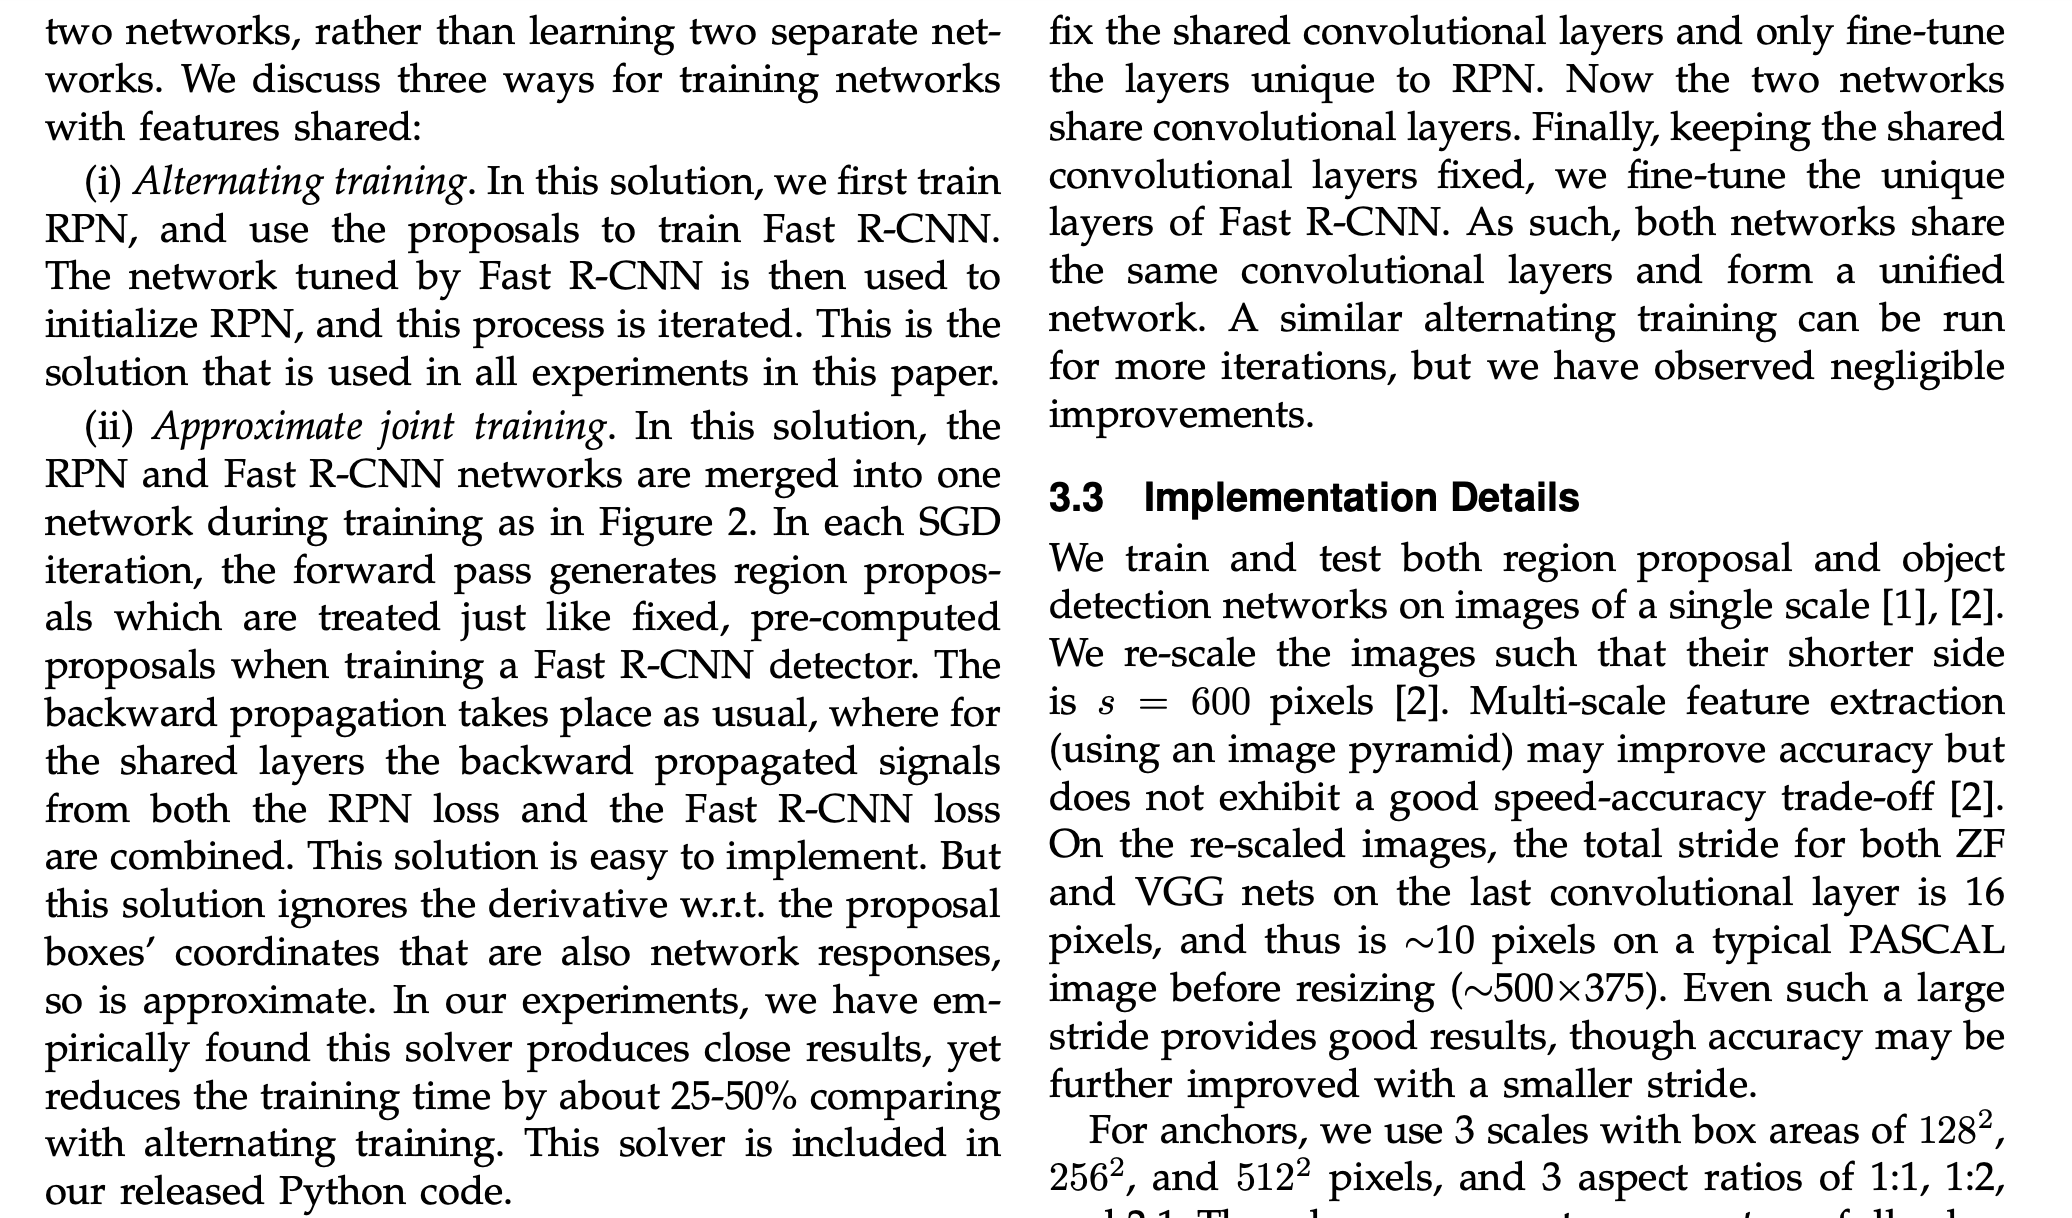 two networks, rather than learning two separate net-
works. We discuss three ways for training networks
with features shared:
(i) Alternating training. In this solution, we first train
RPN, and use the proposals to train Fast R-CNN.
The network tuned by Fast R-CNN is then used to
initialize RPN, and this process is iterated. This is the
solution that is used in all experiments in this paper.
(ii) Approximate joint training. In this solution, the
RPN and Fast R-CNN networks are merged into one
network during training as in Figure 2. In each SGD
iteration, the forward pass generates region propos-
als which are treated just like fixed, pre-computed
proposals when training a Fast R-CNN detector. The
backward propagation takes place as usual, where for
the shared layers the backward propagated signals
from both the RPN loss and the Fast R-CNN loss
are combined. This solution is easy to implement. But
this solution ignores the derivative w.r.t. the proposal
boxes’ coordinates that are also network responses,
so is approximate. In our experiments, we have em-
pirically found this solver produces close results, yet
reduces the training time by about 25-50% comparing
with alternating training. This solver is included in
our released Python code.
fix the shared convolutional layers and only fine-tune
the layers unique to RPN. Now the two networks
share convolutional layers. Finally, keeping the shared
convolutional layers fixed, we fine-tune the unique
layers of Fast R-CNN. As such, both networks share
the same convolutional layers and form a unified
network. A similar alternating training can be run
for more iterations, but we have observed negligible
improvements.
3.3 Implementation Details
We train and test both region proposal and object
detection networks on images of a single scale [1], [2].
We re-scale the images such that their shorter side
is s = 600 pixels [2]. Multi-scale feature extraction
(using an image pyramid) may improve accuracy but
does not exhibit a good speed-accuracy trade-off [2].
On the re-scaled images, the total stride for both ZF
and VGG nets on the last convolutional layer is 16
pixels, and thus is ∼10 pixels on a typical PASCAL
image before resizing (∼500×375). Even such a large
stride provides good results, though accuracy may be
further improved with a smaller stride.
For anchors, we use 3 scales with box areas of 128²,
256², and 512² pixels, and 3 aspect ratios of 1:1, 1:2,